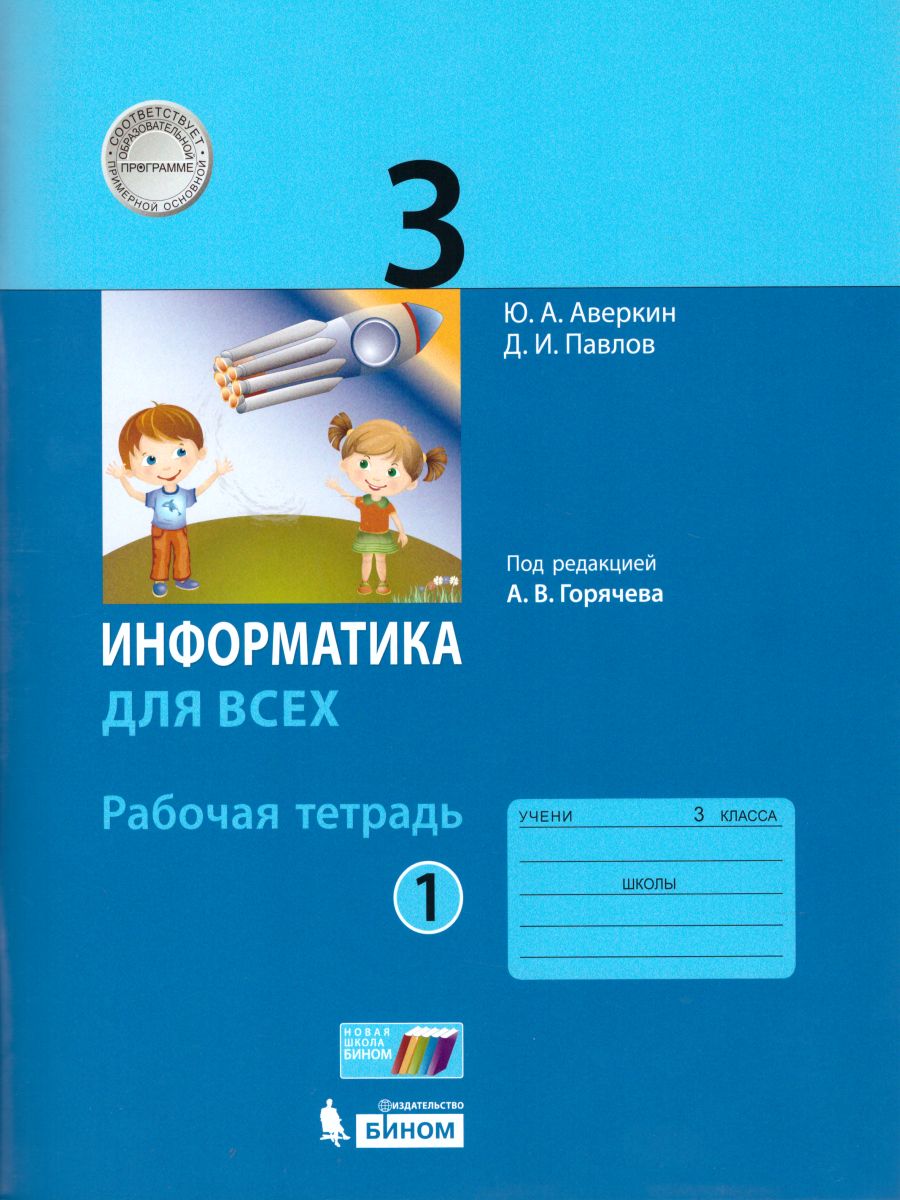 СООТВЕТСТВУЕТ
ПРИМЕРНОЙ ОСНОВНОЙ
ОБРАЗОВАТЕЛЬНОЙ
ПРОГРАММЕ
3
Ю. А. Аверкин
Д. И. Павлов
Под редакцией
А. В. Горячева
ИНФОРМАТИКА
ДЛЯ ВСЕХ
Рабочая тетрадь
1
УЧЕНИ 3 КЛАССА
ШКОЛЫ
НОВАЯ
ШКОЛА
БИНОМ
ИЗДАТЕЛЬСТВО
БИНОМ